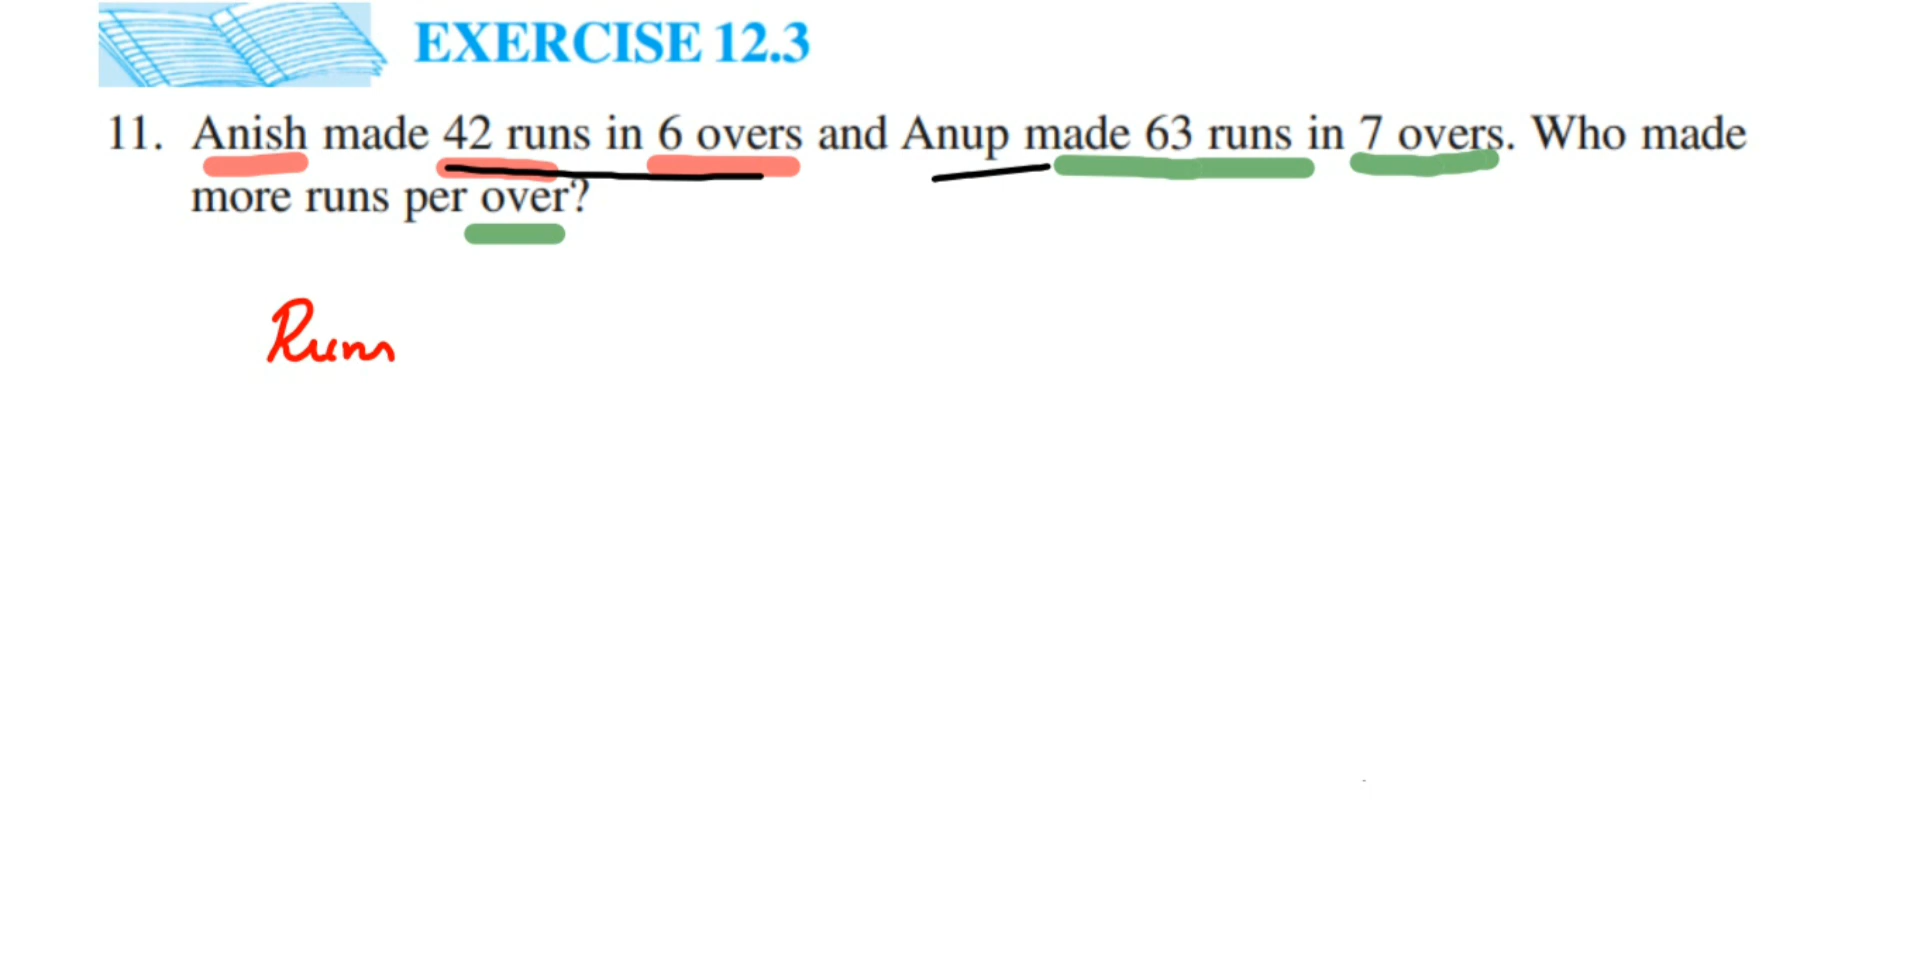 EXERCISE 12.3
11. Anish made 42 runs in 6 overs and Anup made 63 runs in 7 overs. Who made
more runs per over?
Runs